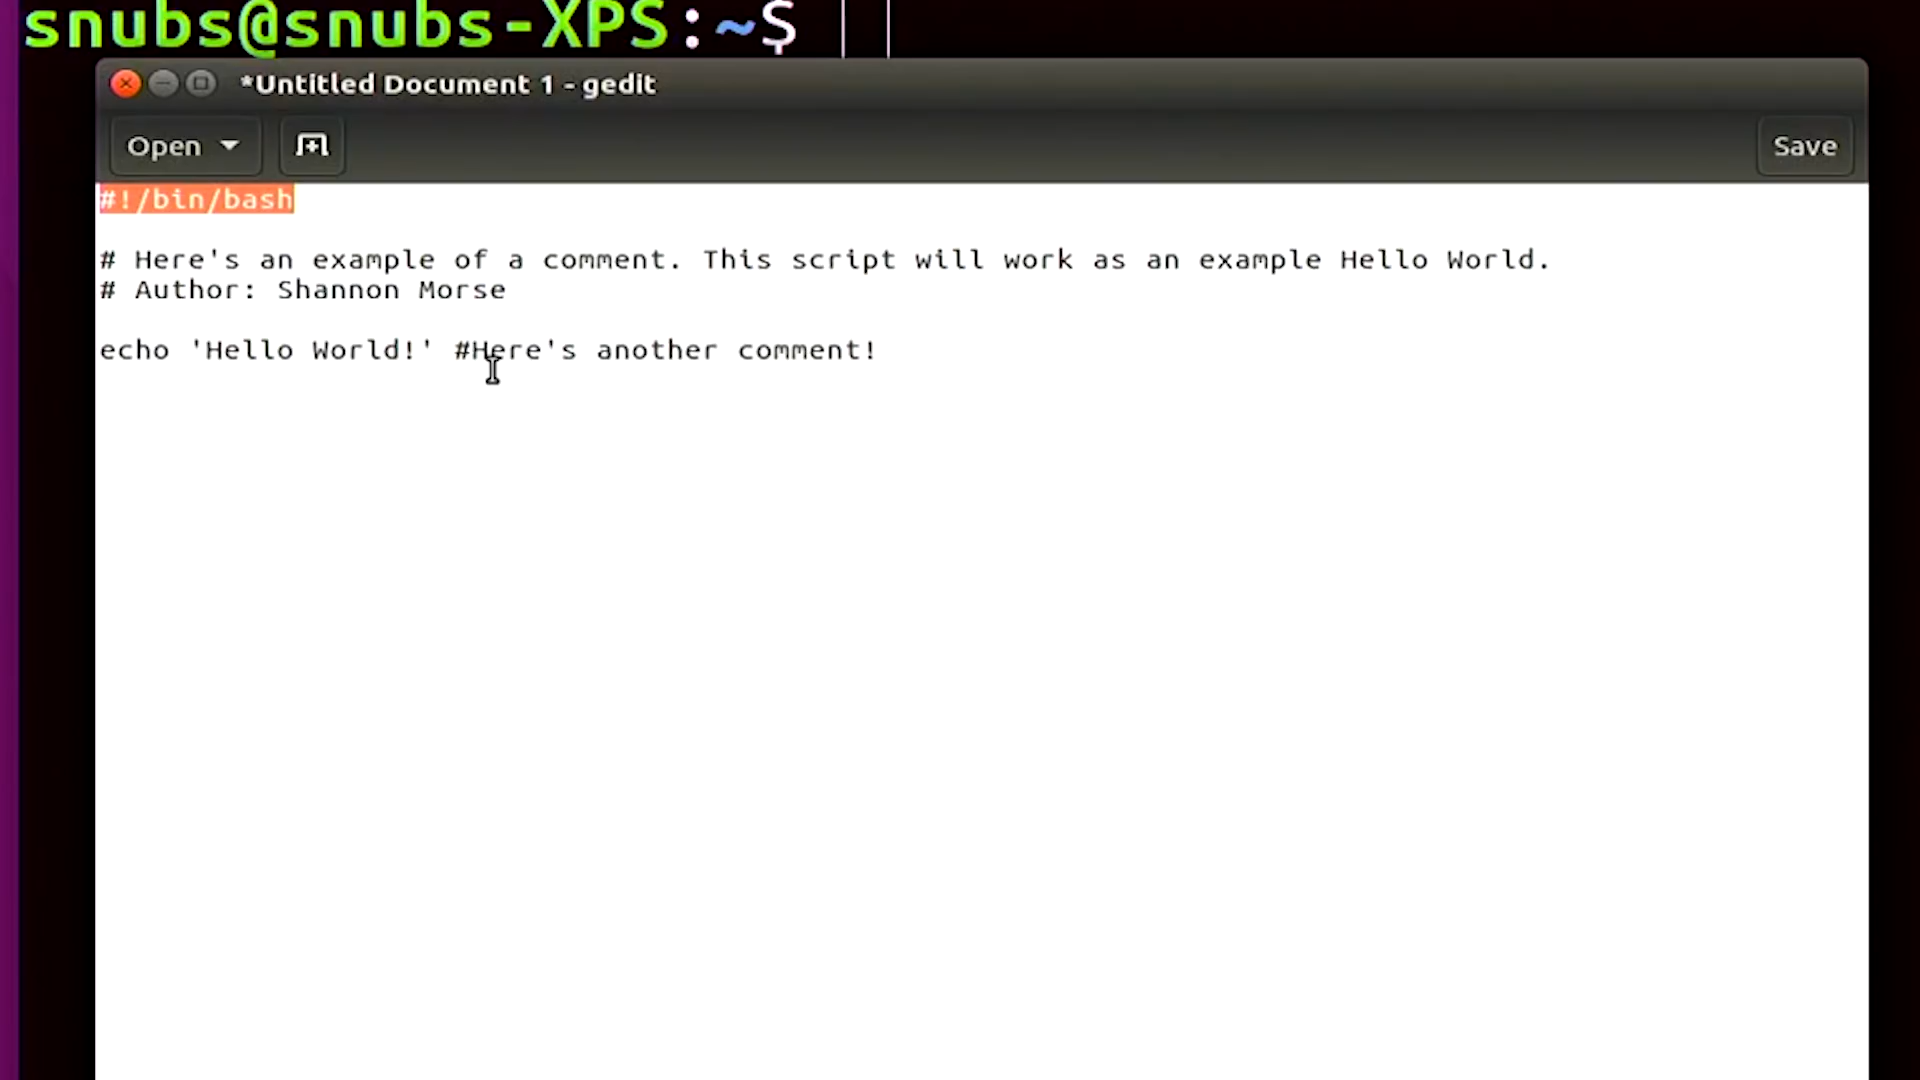 snubs@snubs-XPS:~$
*Untitled Document 1 - gedit
Open
Save
#!/bin/bash
# Here's an example of a comment. This script will work as an example Hello World.
# Author: Shannon Morse
echo 'Hello World!' #Here's another comment!